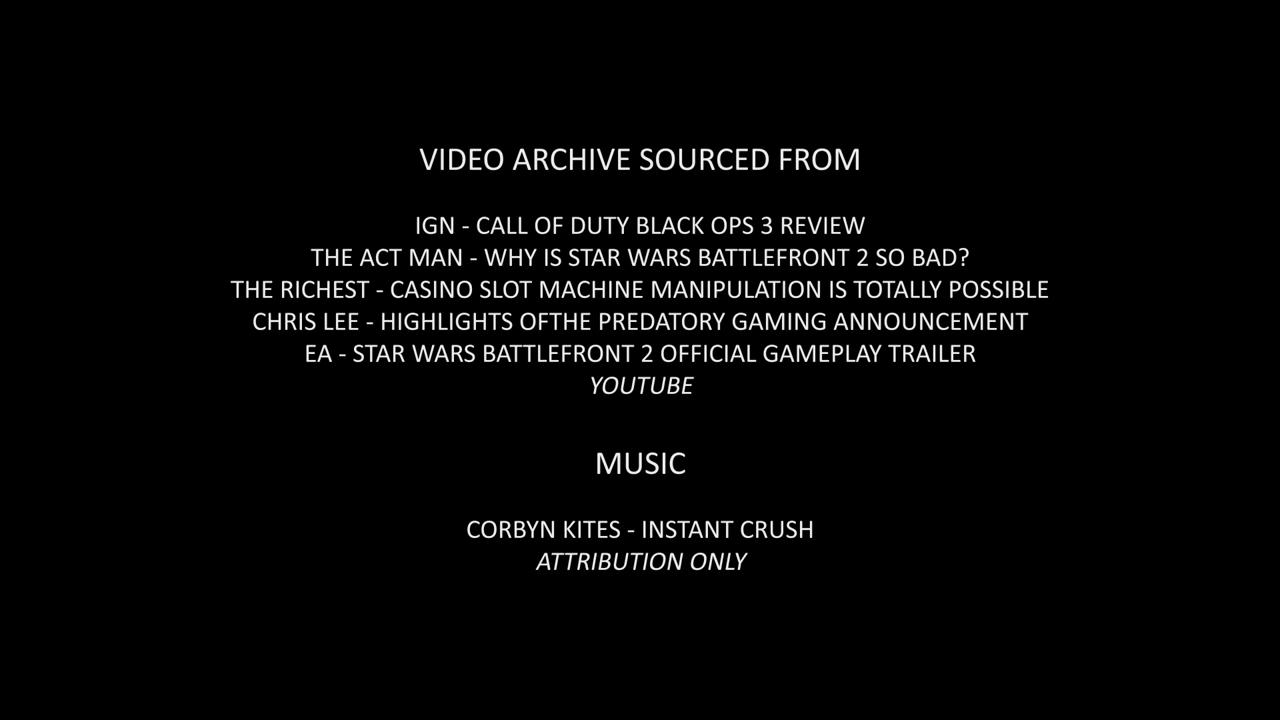 VIDEO ARCHIVE SOURCED FROM
IGN - CALL OF DUTY BLACK OPS 3 REVIEW
THE ACT MAN - WHY IS STAR WARS BATTLEFRONT 2 SO BAD?
THE RICHEST - CASINO SLOT MACHINE MANIPULATION IS TOTALLY POSSIBLE
CHRIS LEE - HIGHLIGHTS OFTHE PREDATORY GAMING ANNOUNCEMENT
EA - STAR WARS BATTLEFRONT 2 OFFICIAL GAMEPLAY TRAILER
YOUTUBE
MUSIC
CORBYN KITES - INSTANT CRUSH
ATTRIBUTION ONLY